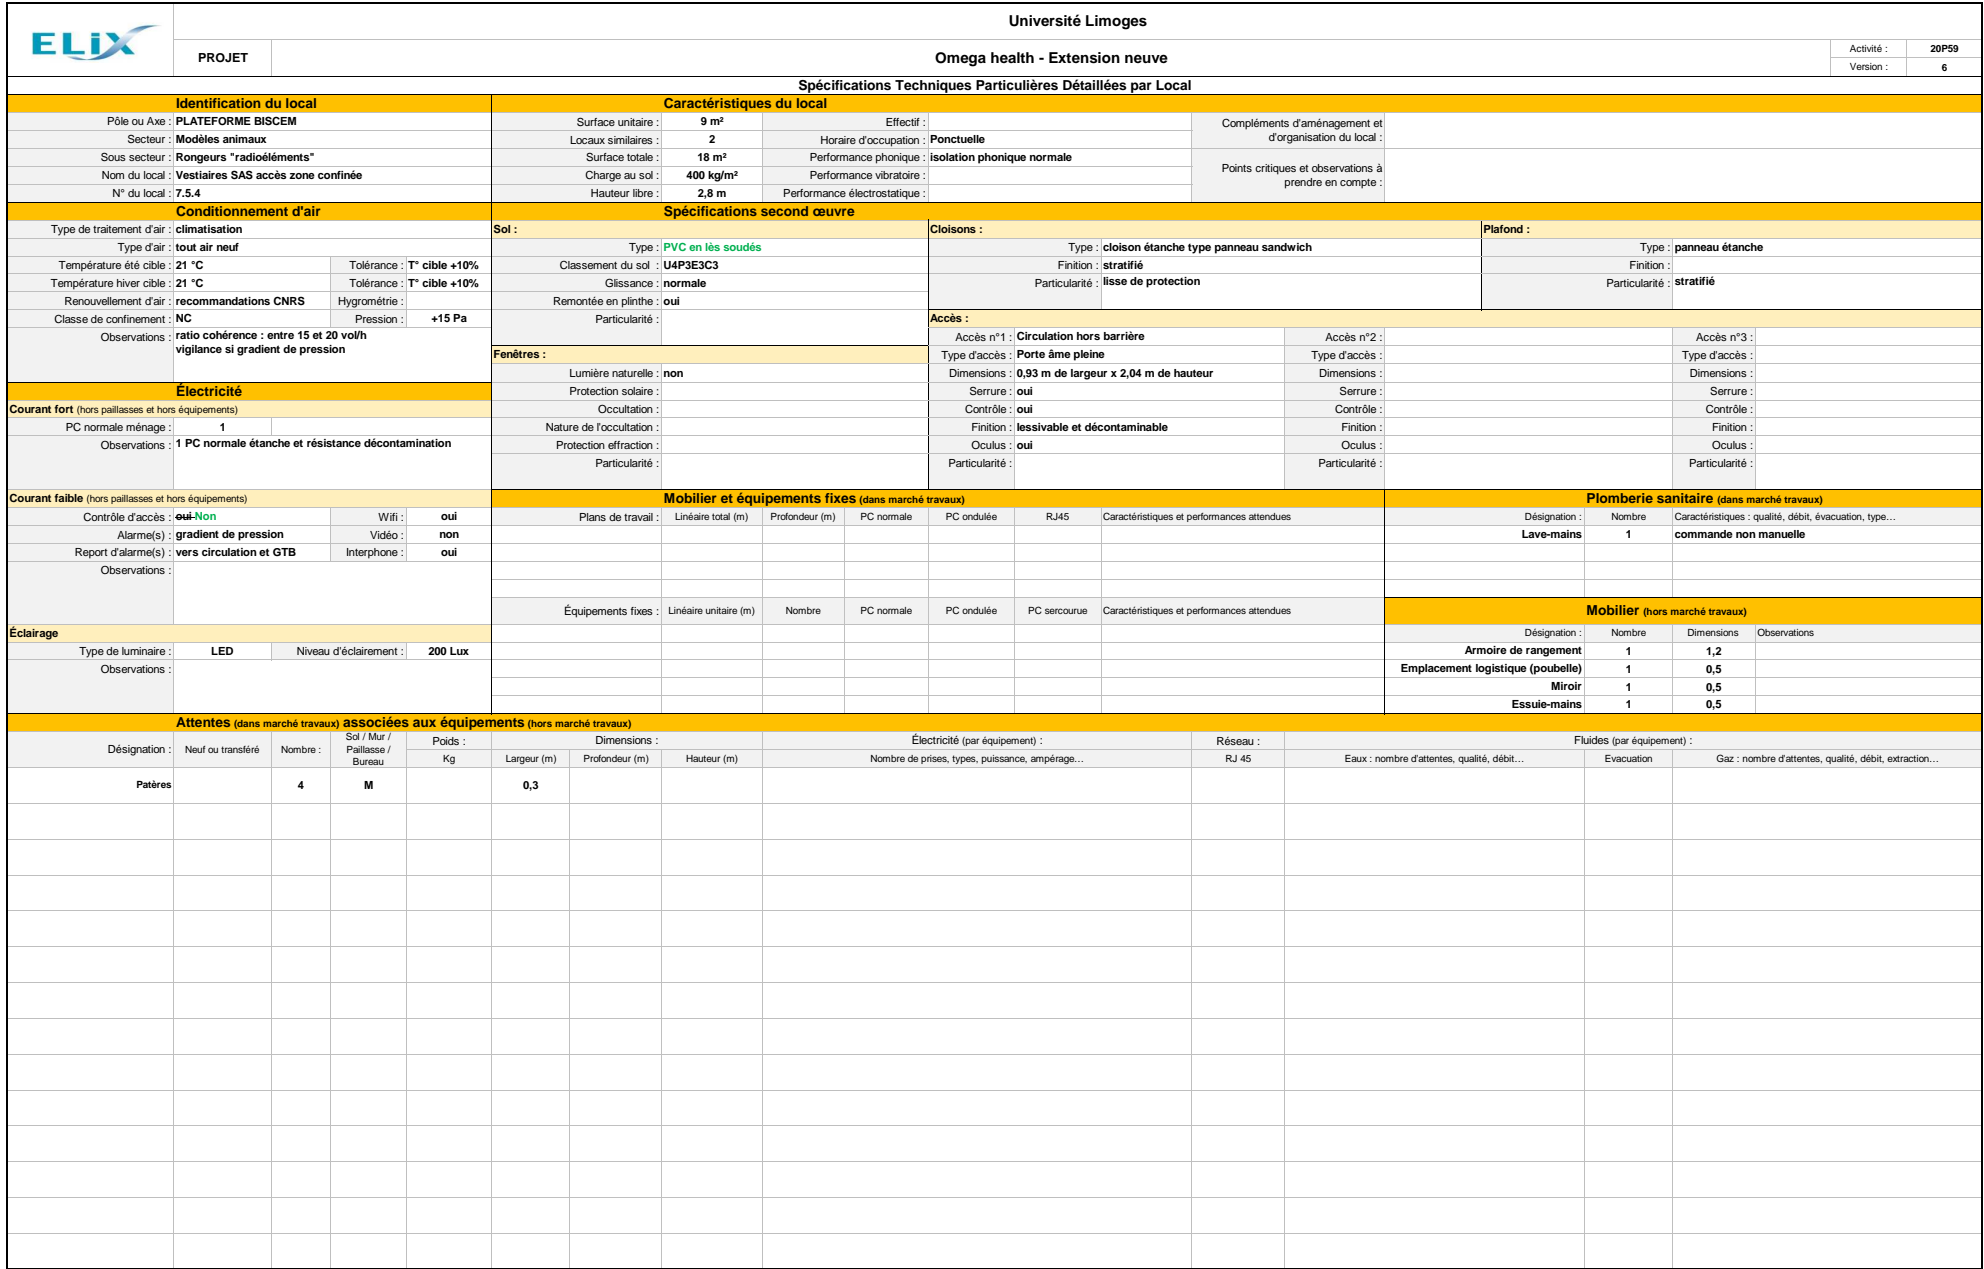 ELiX
Université Limoges
PROJET
Omega health - Extension neuve
Activité : 20P59
Version : 6
Spécifications Techniques Particulières Détaillées par Local
Identification du local
Pôle ou Axe : PLATEFORME BISCEM
Secteur : Modèles animaux
Sous secteur : Rongeurs "radioéléments"
Nom du local : Vestiaires SAS accès zone confinée
N° du local : 7.5.4
Caractéristiques du local
Surface unitaire : 9 m² Effectif :
Locaux similaires : 2 Horaire d'occupation : Ponctuelle
Surface totale : 18 m² Performance phonique : isolation phonique normale
Charge au sol : 400 kg/m² Performance vibratoire :
Hauteur libre : 2,8 m Performance électrostatique :
Compléments d'aménagement et
d'organisation du local :
Points critiques et observations à
prendre en compte :
Conditionnement d'air
Type de traitement d'air : climatisation
Type d'air : tout air neuf
Température été cible : 21 °C Tolérance : T° cible +10%
Température hiver cible : 21 °C Tolérance : T° cible +10%
Renouvellement d'air : recommandations CNRS Hygrométrie :
Classe de confinement : NC Pression : +15 Pa
Observations : ratio cohérence : entre 15 et 20 vol/h
vigilance si gradient de pression
Spécifications second œuvre
Sol :
Type : PVC en lès soudés
Classement du sol : U4P3E3C3
Glissance : normale
Remontée en plinthe : oui
Particularité :
Cloisons :
Type : cloison étanche type panneau sandwich
Finition : stratifié
Particularité : lisse de protection
Plafond :
Type : panneau étanche
Finition :
Particularité : stratifié
Fenêtres :
Lumière naturelle : non
Protection solaire :
Occultation :
Nature de l'occultation :
Protection effraction :
Particularité :
Accès :
Accès n°1 : Circulation hors barrière Accès n°2 : Accès n°3 :
Type d'accès : Porte âme pleine Type d'accès : Type d'accès :
Dimensions : 0,93 m de largeur x 2,04 m de hauteur Dimensions : Dimensions :
Serrure : oui Serrure : Serrure :
Contrôle : oui Contrôle : Contrôle :
Finition : lessivable et décontaminable Finition : Finition :
Oculus : oui Oculus : Oculus :
Particularité : Particularité : Particularité :
Électricité
Courant fort (hors paillasses et hors équipements)
PC normale ménage : 1
Observations : 1 PC normale étanche et résistance décontamination
Courant faible (hors paillasses et hors équipements)
Contrôle d'accès : oui Non Wifi : oui
Alarme(s) : gradient de pression Vidéo : non
Report d'alarme(s) : vers circulation et GTB Interphone : oui
Observations :
Éclairage
Type de luminaire : LED Niveau d'éclairement : 200 Lux
Observations :
Mobilier et équipements fixes (dans marché travaux)
Plans de travail : Linéaire total (m) Profondeur (m) PC normale PC ondulée RJ45 Caractéristiques et performances attendues
Équipements fixes : Linéaire unitaire (m) Nombre PC normale PC ondulée PC sercourue Caractéristiques et performances attendues
Plomberie sanitaire (dans marché travaux)
Désignation : Nombre Caractéristiques : qualité, débit, évacuation, type…
Lave-mains 1 commande non manuelle
Mobilier (hors marché travaux)
Désignation : Nombre Dimensions Observations
Armoire de rangement 1 1,2
Emplacement logistique (poubelle) 1 0,5
Miroir 1 0,5
Essuie-mains 1 0,5
Attentes (dans marché travaux) associées aux équipements (hors marché travaux)
Désignation : Neuf ou transféré Nombre : Sol / Mur / Paillasse / Bureau Poids : Dimensions : Électricité (par équipement) : Réseau : Fluides (par équipement) :
Kg Largeur (m) Profondeur (m) Hauteur (m) Nombre de prises, types, puissance, ampérage… RJ 45 Eaux : nombre d'attentes, qualité, débit… Evacuation Gaz : nombre d'attentes, qualité, débit, extraction…
Patères 4 M 0,3